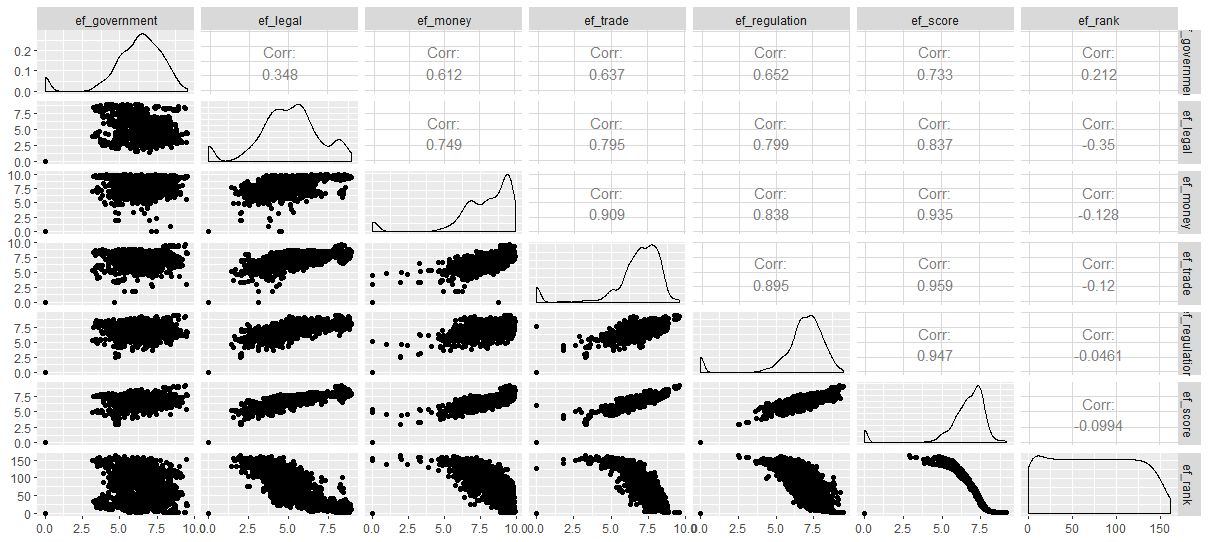 ef_government ef_legal ef_money ef_trade ef_regulation ef_score ef_rank
0.2
0.1
0.0
Corr:
0.348
Corr:
0.612
Corr:
0.637
Corr:
0.652
Corr:
0.733
Corr:
0.212
governmen
7.5
5.0
2.5
0.0
Corr:
0.749
Corr:
0.795
Corr:
0.799
Corr:
0.837
Corr:
-0.35
ef_legal
10.0
7.5
5.0
2.5
0.0
Corr:
0.909
Corr:
0.838
Corr:
0.935
Corr:
-0.128
ef_money
10.0
7.5
5.0
2.5
0.0
Corr:
0.895
Corr:
0.959
Corr:
-0.12
ef_trade
7.5
5.0
2.5
0.0
Corr:
0.947
Corr:
-0.0461
ef_regulation
7.5
5.0
2.5
0.0
Corr:
-0.0994
ef_score
150
100
50
0
ef_rank
0.0 2.5 5.0 7.5 10.0
0.0 2.5 5.0 7.5
0.0 2.5 5.0 7.5 10.0
0.0 2.5 5.0 7.5 10.0
0.0 2.5 5.0 7.5
0.0 2.5 5.0 7.5
0 50 100 150